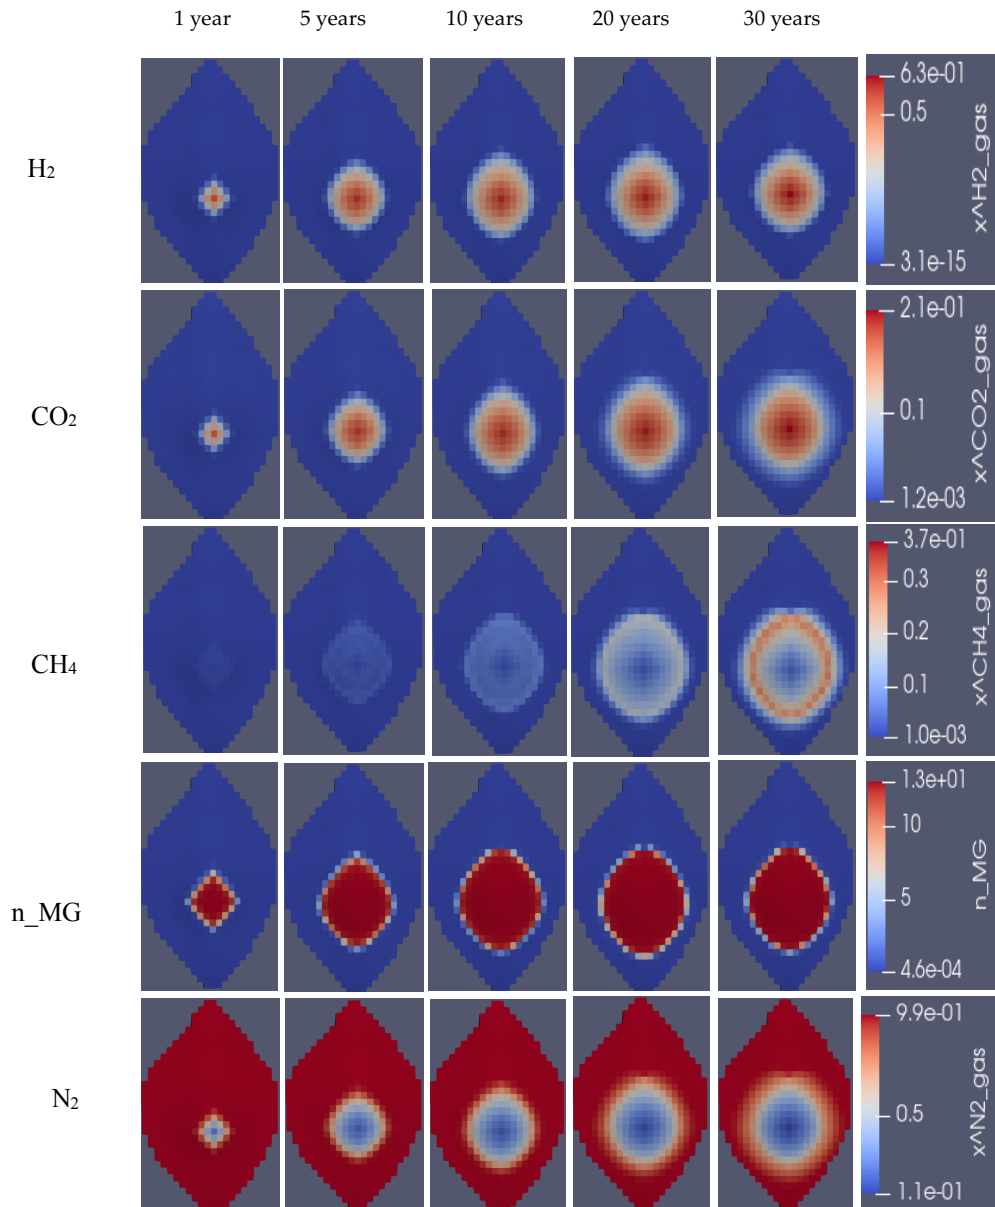 1 year 5 years 10 years 20 years 30 years
H₂
6.3e-01
0.5
3.1e-15
x^H2_gas
CO₂
2.1e-01
0.1
1.2e-03
x^CO2_gas
CH₄
3.7e-01
0.3
0.2
0.1
1.0e-03
x^CH4_gas
n_MG
1.3e+01
10
5
4.6e-04
n_MG
N₂
9.9e-01
0.5
1.1e-01
x^N2_gas